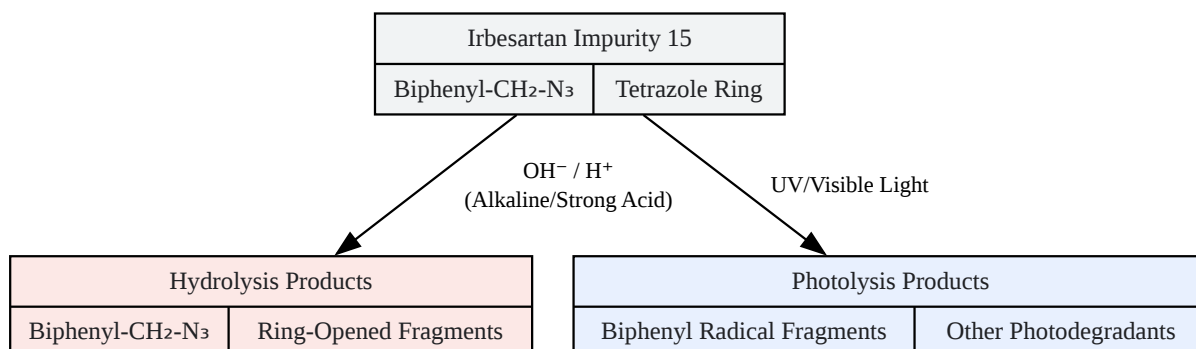 Irbesartan Impurity 15
Biphenyl-CH₂-N₃ Tetrazole Ring
OH⁻ / H⁺
(Alkaline/Strong Acid)
UV/Visible Light
Hydrolysis Products
Biphenyl-CH₂-N₃ Ring-Opened Fragments
Photolysis Products
Biphenyl Radical Fragments Other Photodegradants